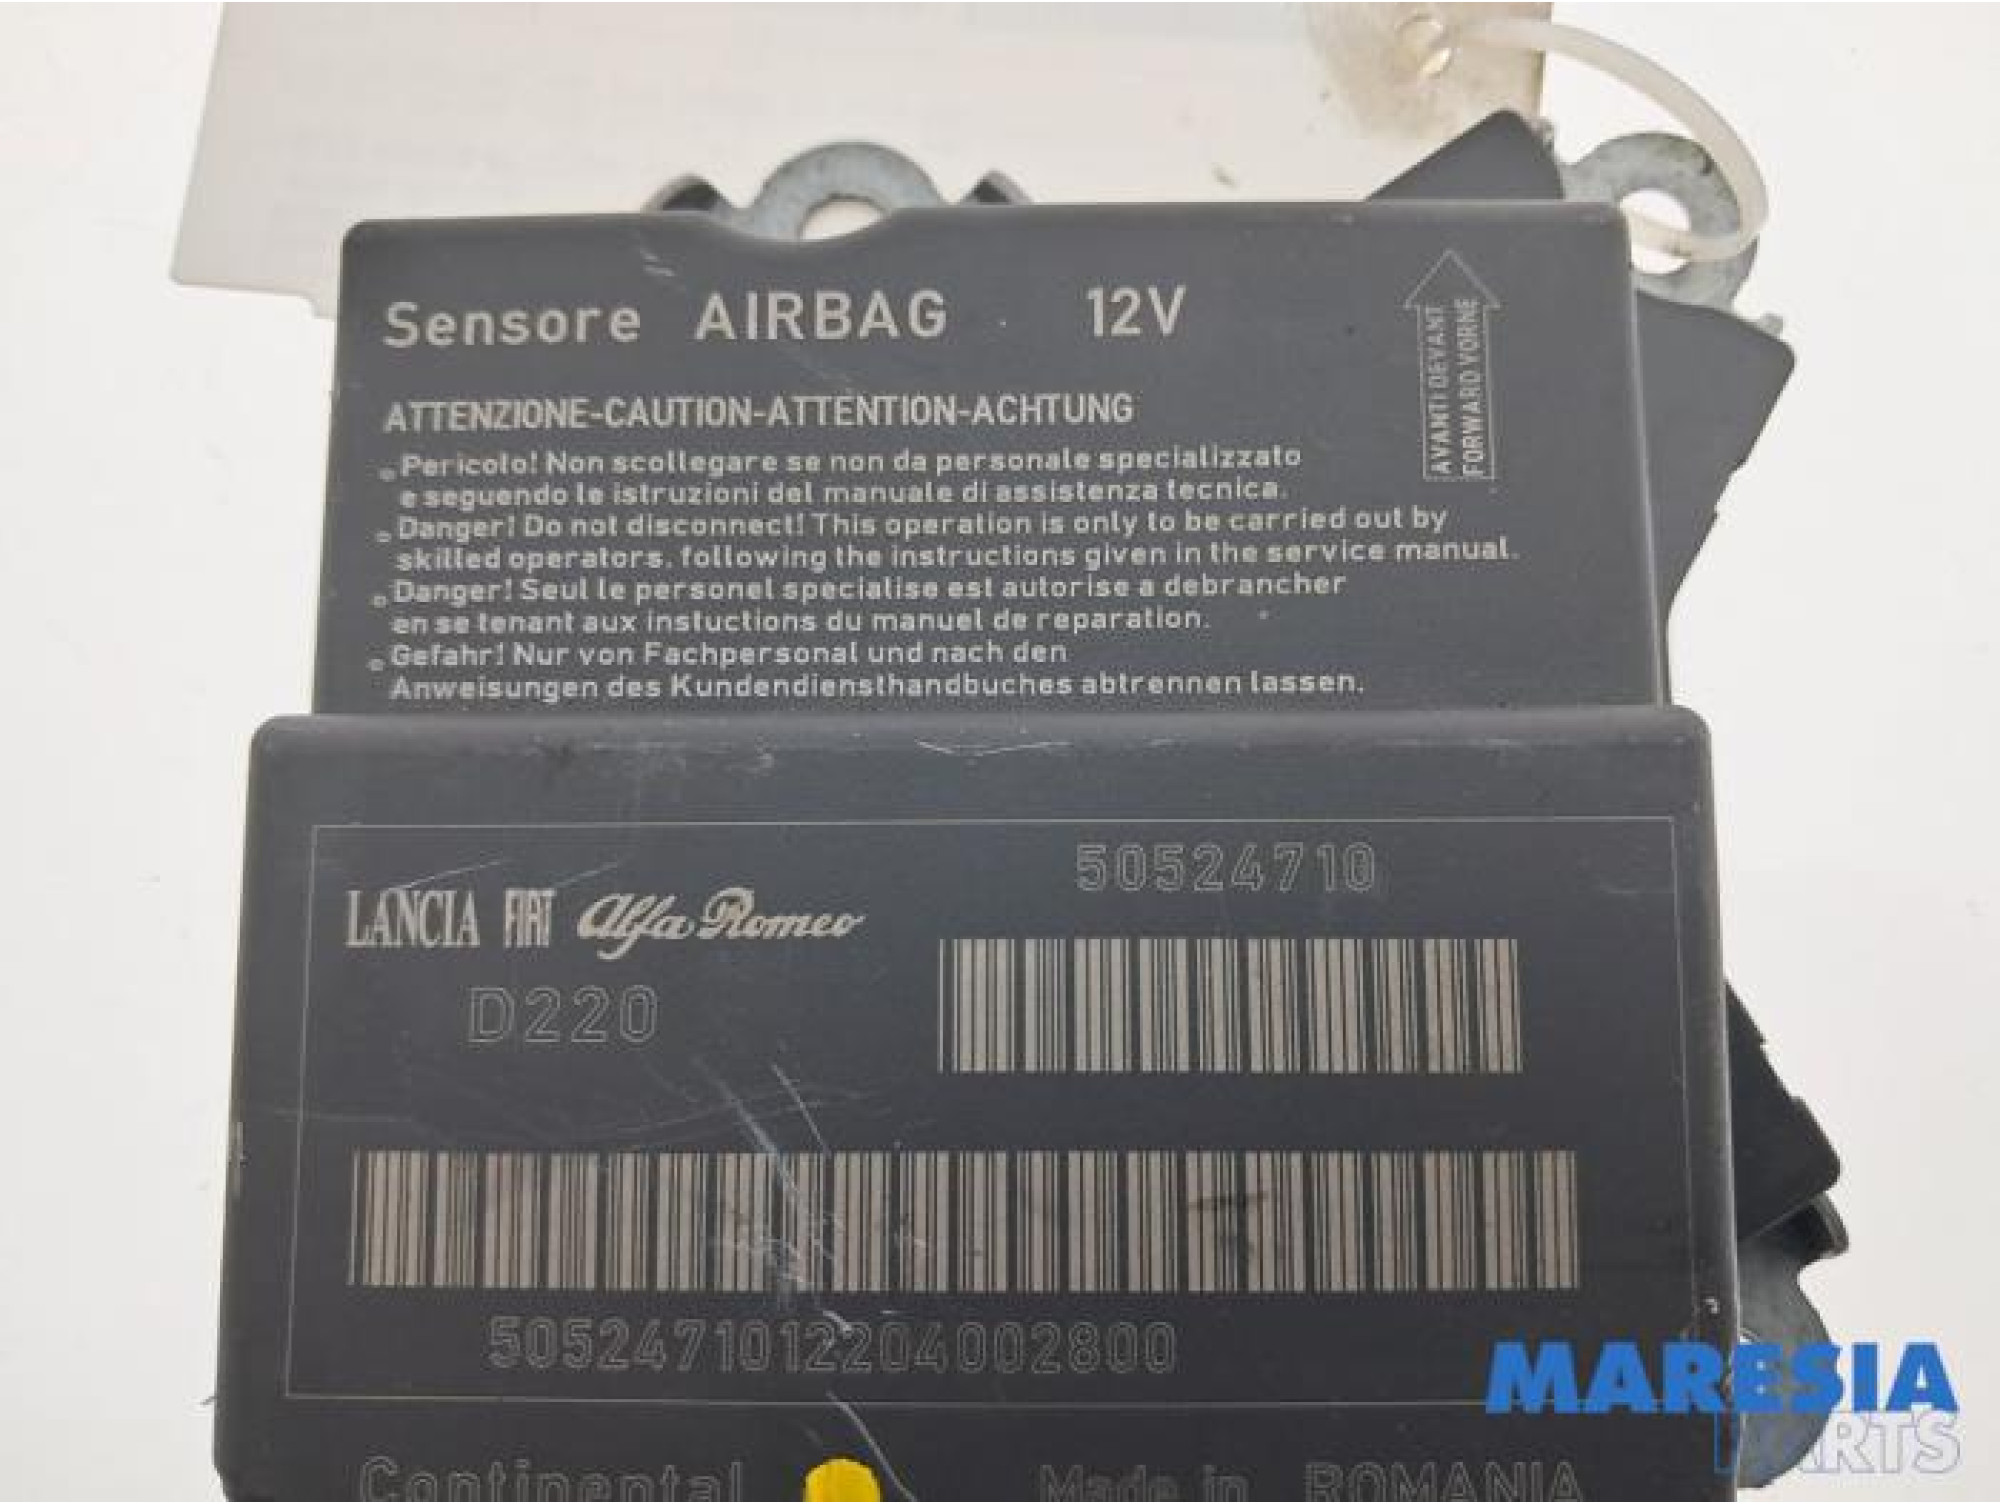 Sensore AIRBAG 12V
AVANTI DEVANT
FORWARD VORNE
ATTENZIONE-CAUTION-ATTENTION-ACHTUNG
Pericolo! Non scollegare se non da personale specializzato
e seguendo le istruzioni del manuale di assistenza tecnica.
Danger! Do not disconnect! This operation is only to be carried out by
skilled operators. following the instructions given in the service manual.
Danger! Seul le personel specialise est autorise a debrancher
en se tenant aux instuctions du manuel de reparation.
Gefahr! Nur von Fachpersonal und nach den
Anweisungen des Kundendiensthandbuches abtrennen lassen.
50524710
LANCIA FIAT Alfa Romeo
D220
5052471012204002800
Continental Made in ROMANIA
MARESIA
PARTS